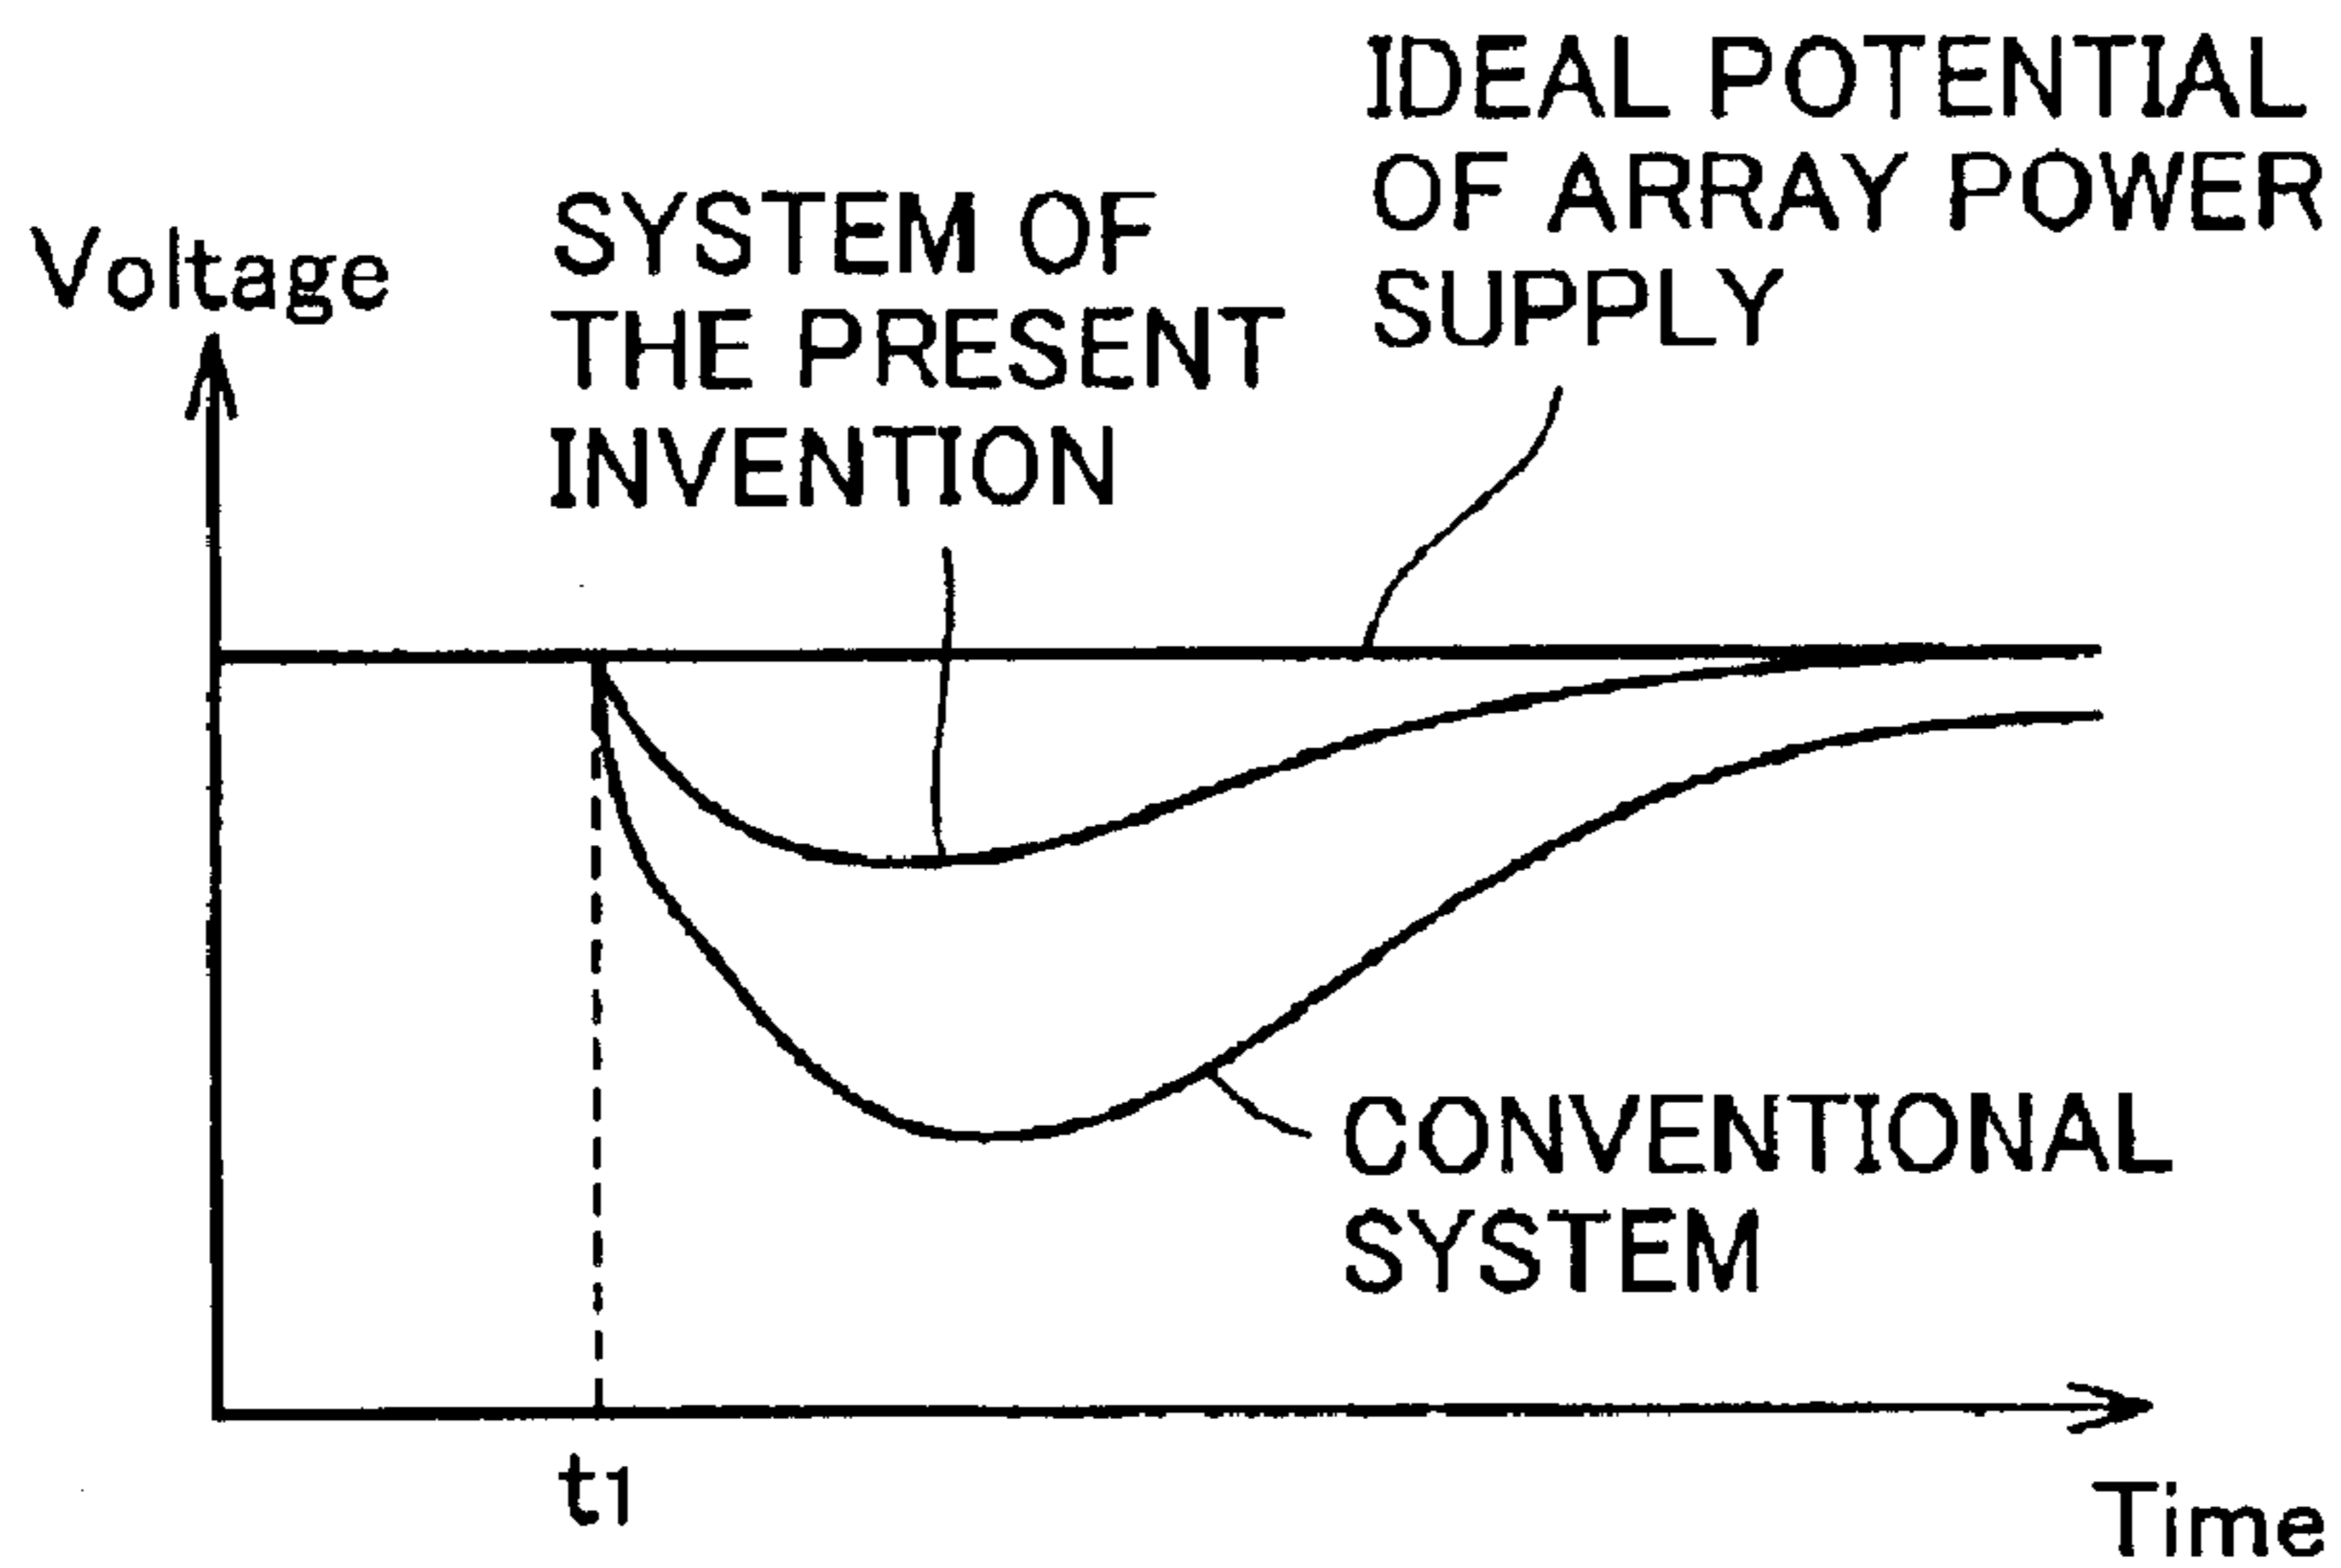 IDEAL POTENTIAL
OF ARRAY POWER
SUPPLY
SYSTEM OF
THE PRESENT
INVENTION
Voltage
CONVENTIONAL
SYSTEM
t1
Time